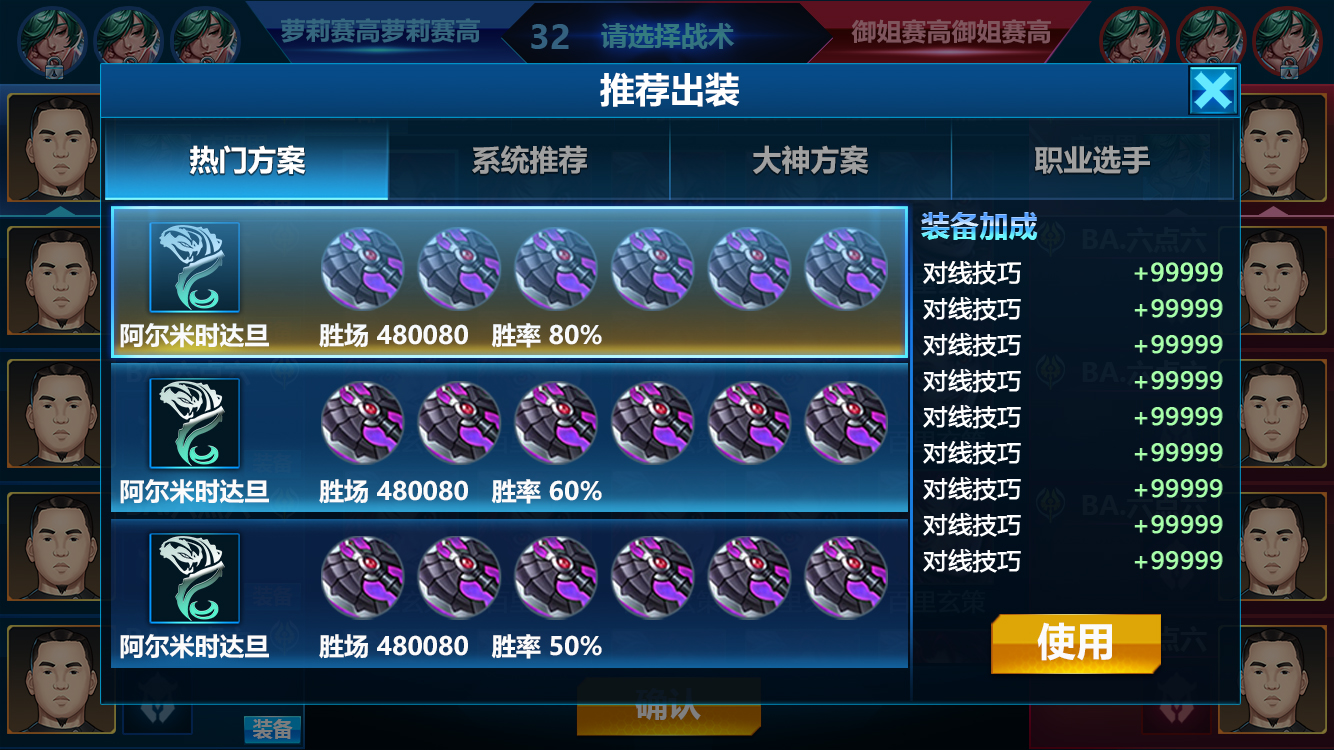 萝莉赛高萝莉赛高
32 请选择战术
御姐赛高御姐赛高
推荐出装
热门方案 系统推荐 大神方案 职业选手
阿尔米时达旦 胜场 480080 胜率 80%
阿尔米时达旦 胜场 480080 胜率 60%
阿尔米时达旦 胜场 480080 胜率 50%
装备加成
对线技巧 +99999
对线技巧 +99999
对线技巧 +99999
对线技巧 +99999
对线技巧 +99999
对线技巧 +99999
对线技巧 +99999
对线技巧 +99999
对线技巧 +99999
使用
BA.六点六
百里玄策
点六
确认
装备